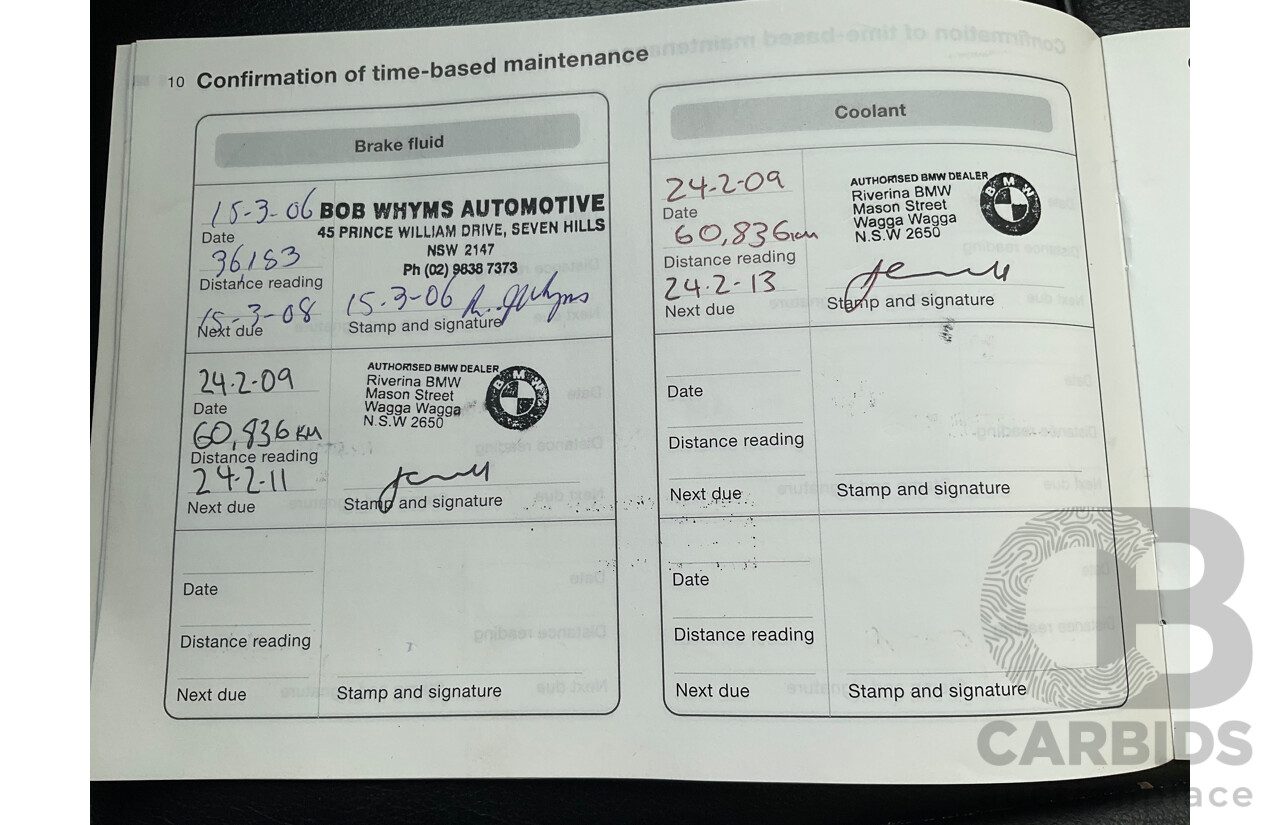 10 Confirmation of time-based maintenance
Brake fluid
15-3-06
Date
36183
Distance reading
15-3-08
Next due
BOB WHYMS AUTOMOTIVE
45 PRINCE WILLIAM DRIVE, SEVEN HILLS
NSW 2147
Ph (02) 9838 7373
15-3-06
Stamp and signature
24.2.09
Date
60,836 KM
Distance reading
24.2.11
Next due
AUTHORISED BMW DEALER
Riverina BMW
Mason Street
Wagga Wagga
N.S.W 2650
BMW
Stamp and signature
Date
Distance reading
Next due
Stamp and signature
Coolant
24-2-09
Date
60,836km
Distance reading
24.2-13
Next due
AUTHORISED BMW DEALER
Riverina BMW
Mason Street
Wagga Wagga
N.S.W 2650
BMW
Stamp and signature
Date
Distance reading
Next due
Stamp and signature
Date
Distance reading
Next due
Stamp and signature
CARBIDS